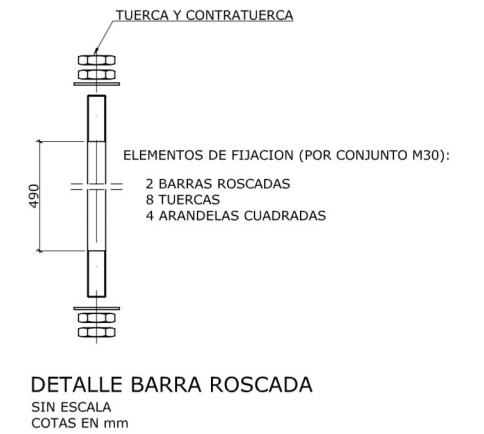 TUERCA Y CONTRATUERCA
ELEMENTOS DE FIJACION (POR CONJUNTO M30):
2 BARRAS ROSCADAS
8 TUERCAS
4 ARANDELAS CUADRADAS
490
DETALLE BARRA ROSCADA
SIN ESCALA
COTAS EN mm